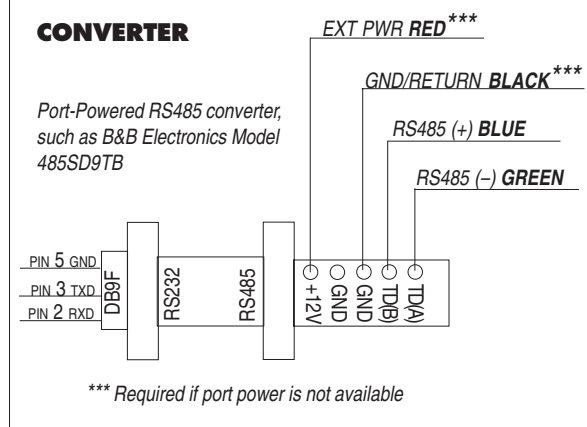 CONVERTER
EXT PWR RED***
GND/RETURN BLACK***
Port-Powered RS485 converter,
such as B&B Electronics Model
485SD9TB
RS485 (+) BLUE
RS485 (–) GREEN
PIN 5 GND
PIN 3 TXD
PIN 2 RXD
DB9F
RS232
RS485
+12V
GND
GND
TD(B)
TD(A)
*** Required if port power is not available